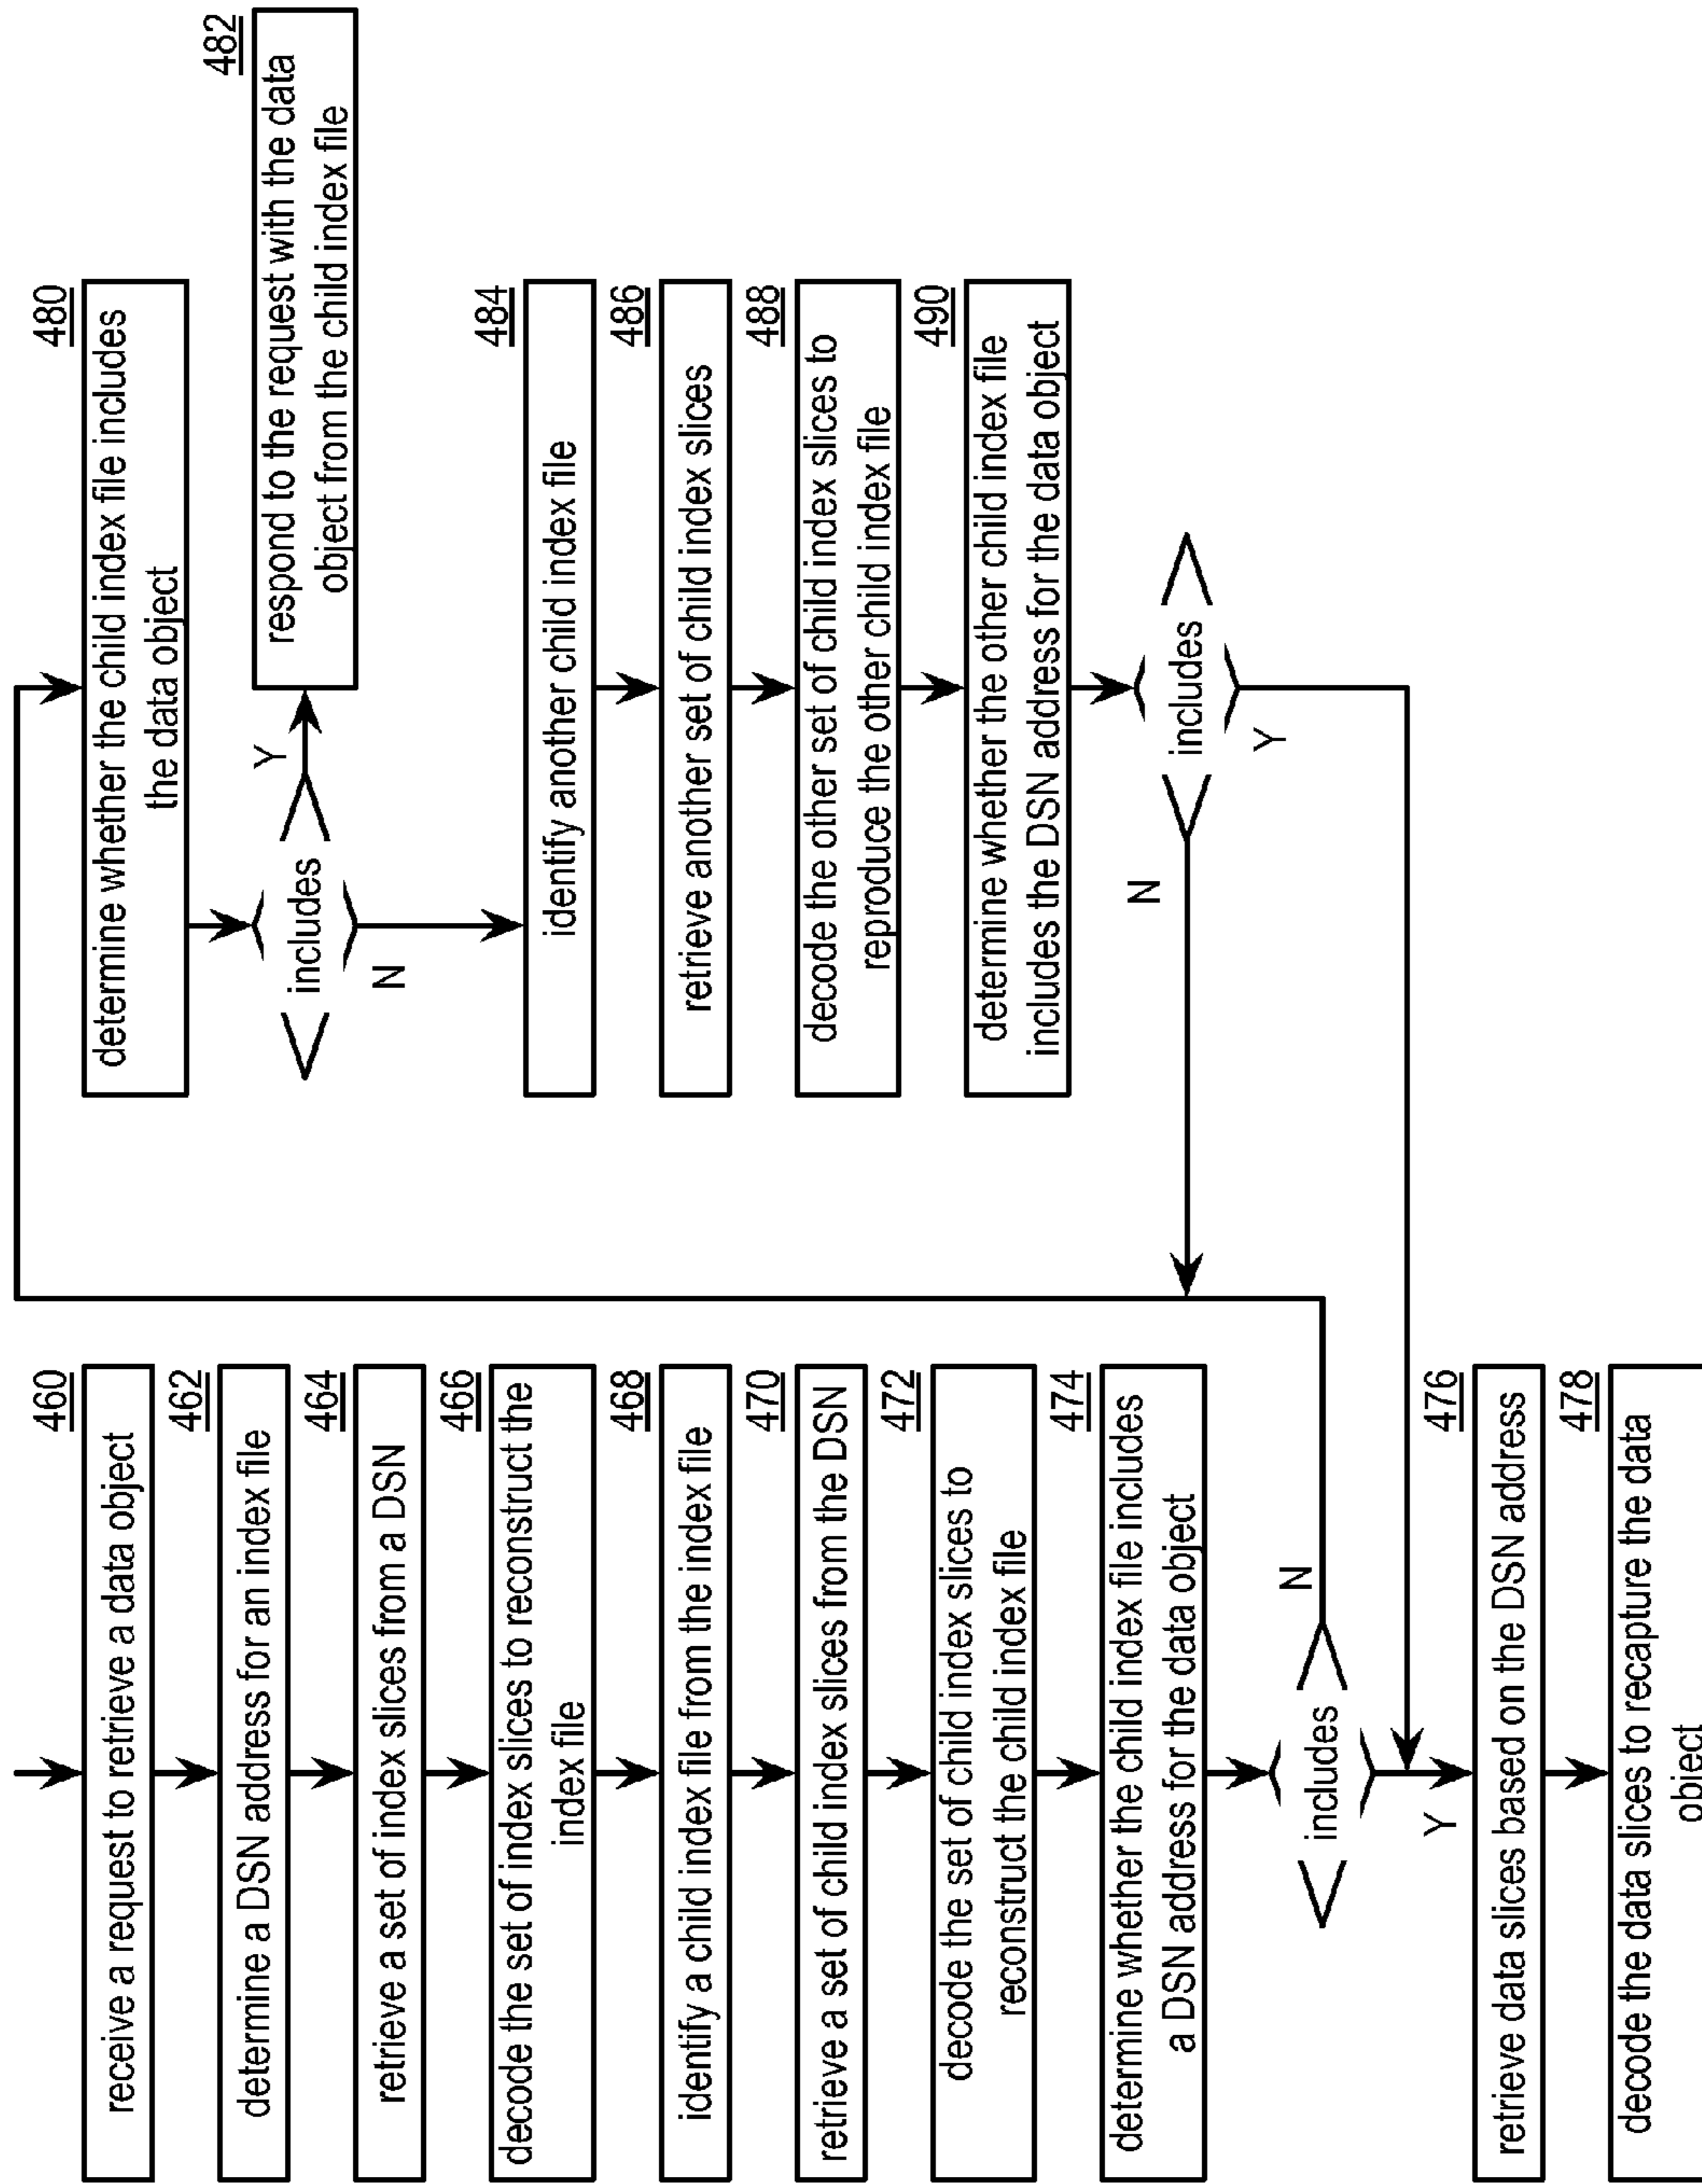 460
receive a request to retrieve a data object
462
determine a DSN address for an index file
464
retrieve a set of index slices from a DSN
466
decode the set of index slices to reconstruct the
index file
468
identify a child index file from the index file
470
retrieve a set of child index slices from the DSN
472
decode the set of child index slices to
reconstruct the child index file
474
determine whether the child index file includes
a DSN address for the data object
includes
N
Y
476
retrieve data slices based on the DSN address
478
decode the data slices to recapture the data
object
480
determine whether the child index file includes
the data object
includes
Y
N
482
respond to the request with the data
object from the child index file
484
identify another child index file
486
retrieve another set of child index slices
488
decode the other set of child index slices to
reproduce the other child index file
490
determine whether the other child index file
includes the DSN address for the data object
N
includes
Y